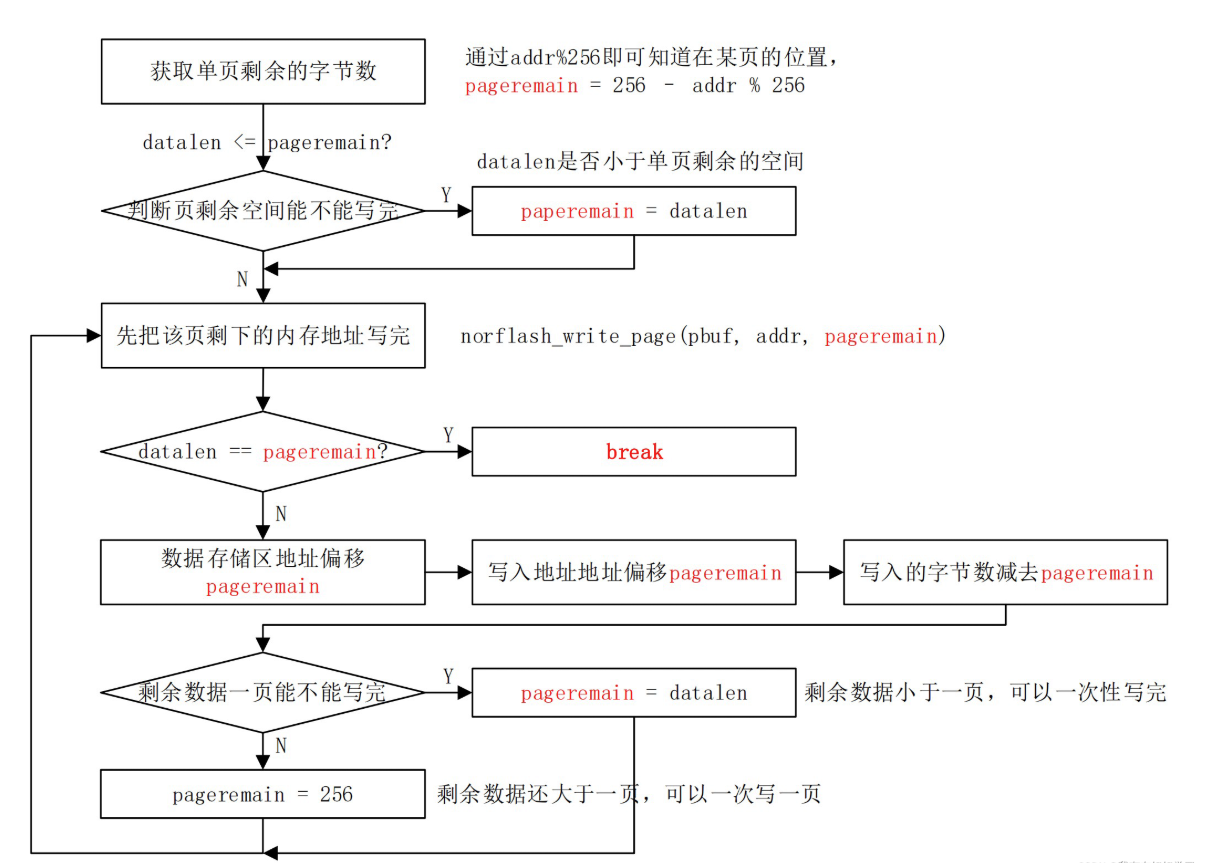 获取单页剩余的字节数
通过addr%256即可知道在某页的位置，
pageremain = 256 - addr % 256
datalen <= pageremain?
datalen是否小于单页剩余的空间
判断页剩余空间能不能写完
Y
paperemain = datalen
N
先把该页剩下的内存地址写完
norflash_write_page(pbuf, addr, pageremain)
datalen == pageremain?
Y
break
N
数据存储区地址偏移
pageremain
写入地址地址偏移pageremain
写入的字节数减去pageremain
剩余数据一页能不能写完
Y
pageremain = datalen
剩余数据小于一页，可以一次性写完
N
pageremain = 256
剩余数据还大于一页，可以一次写一页